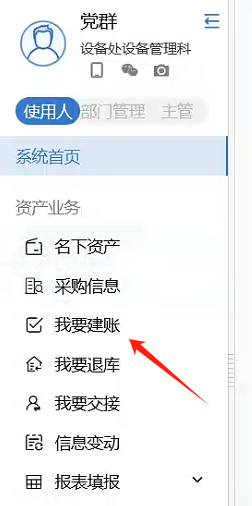 党群
设备处设备管理科
使用人 部门管理 主管
系统首页
资产业务
名下资产
采购信息
我要建账
我要退库
我要交接
信息变动
报表填报